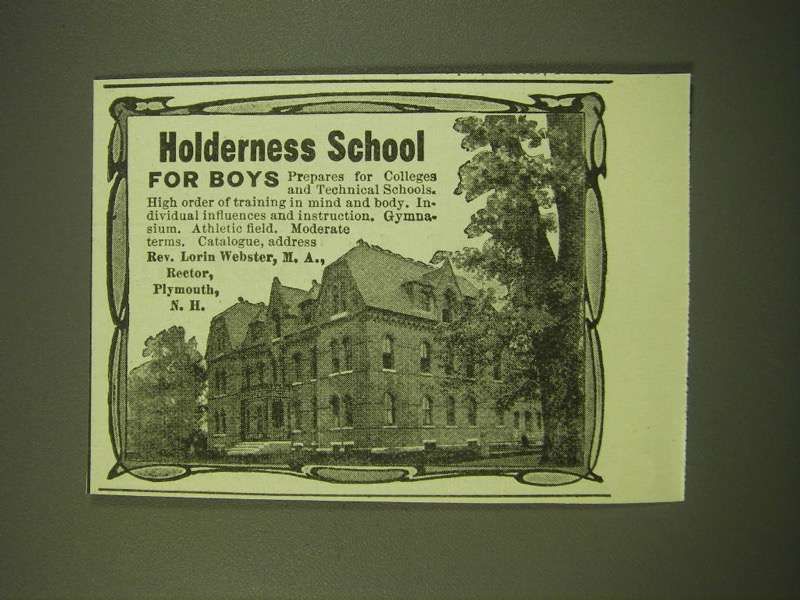 Holderness School
FOR BOYS Prepares for Colleges
and Technical Schools.
High order of training in mind and body. In-
dividual influences and instruction. Gymna-
sium. Athletic field. Moderate
terms. Catalogue, address
Rev. Lorin Webster, M. A.,
Rector,
Plymouth,
N. H.